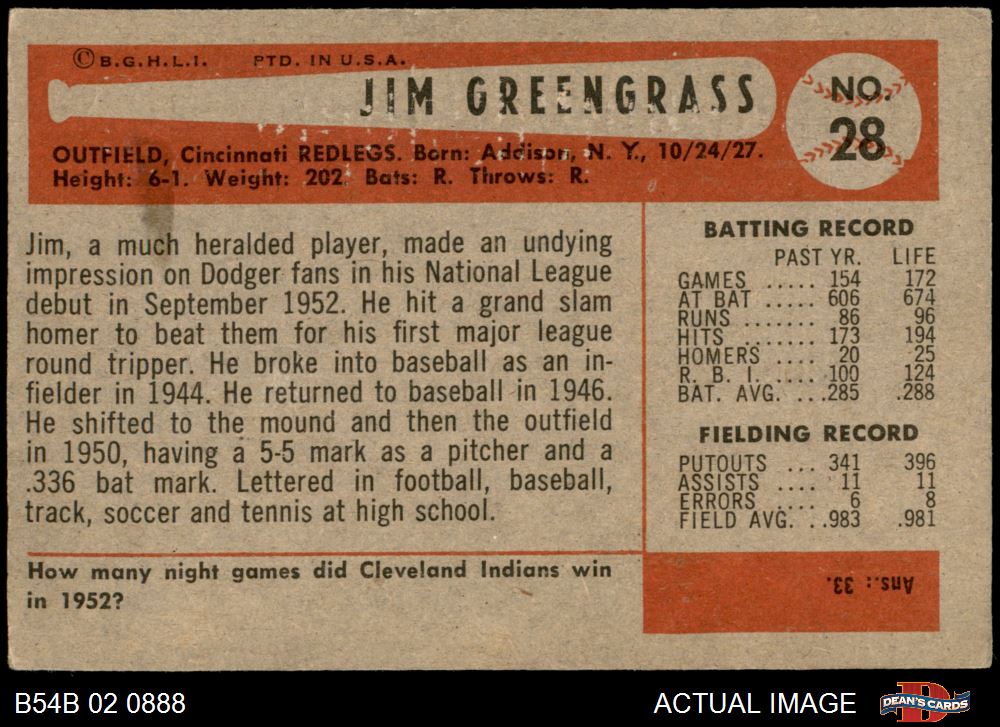 © B.G.H.L.I. PTD. IN U.S.A.
JIM GREENGRASS
NO.
28
OUTFIELD, Cincinnati REDLEGS. Born: Addison, N. Y., 10/24/27.
Height: 6-1. Weight: 202. Bats: R. Throws: R.
Jim, a much heralded player, made an undying
impression on Dodger fans in his National League
debut in September 1952. He hit a grand slam
homer to beat them for his first major league
round tripper. He broke into baseball as an in-
fielder in 1944. He returned to baseball in 1946.
He shifted to the mound and then the outfield
in 1950, having a 5-5 mark as a pitcher and a
.336 bat mark. Lettered in football, baseball,
track, soccer and tennis at high school.
How many night games did Cleveland Indians win
in 1952?
BATTING RECORD
PAST YR. LIFE
GAMES ..... 154 172
AT BAT ..... 606 674
RUNS ....... 86 96
HITS ....... 173 194
HOMERS .... 20 25
R. B. I. ..... 100 124
BAT. AVG. ... .285 .288
FIELDING RECORD
PUTOUTS ... 341 396
ASSISTS .... 11 11
ERRORS ..... 6 8
FIELD AVG. .. .983 .981
Ans.: 33.
B54B 02 0888
ACTUAL IMAGE
DEAN'S CARDS